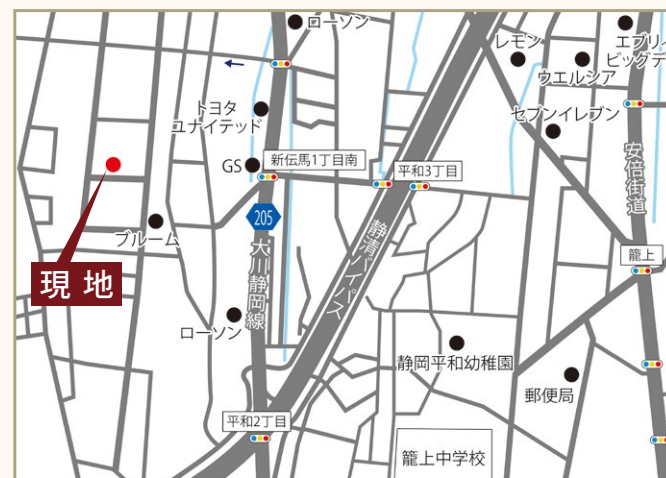 ローソン
レモン
エブリイ
ビッグデ
ウエルシア
トヨタ
ユナイテッド
セブンイレブン
GS
新伝馬1丁目南
平和3丁目
安倍街道
205
大川静岡線
静清バイパス
ブルーム
籠上
現地
ローソン
静岡平和幼稚園
郵便局
平和2丁目
籠上中学校